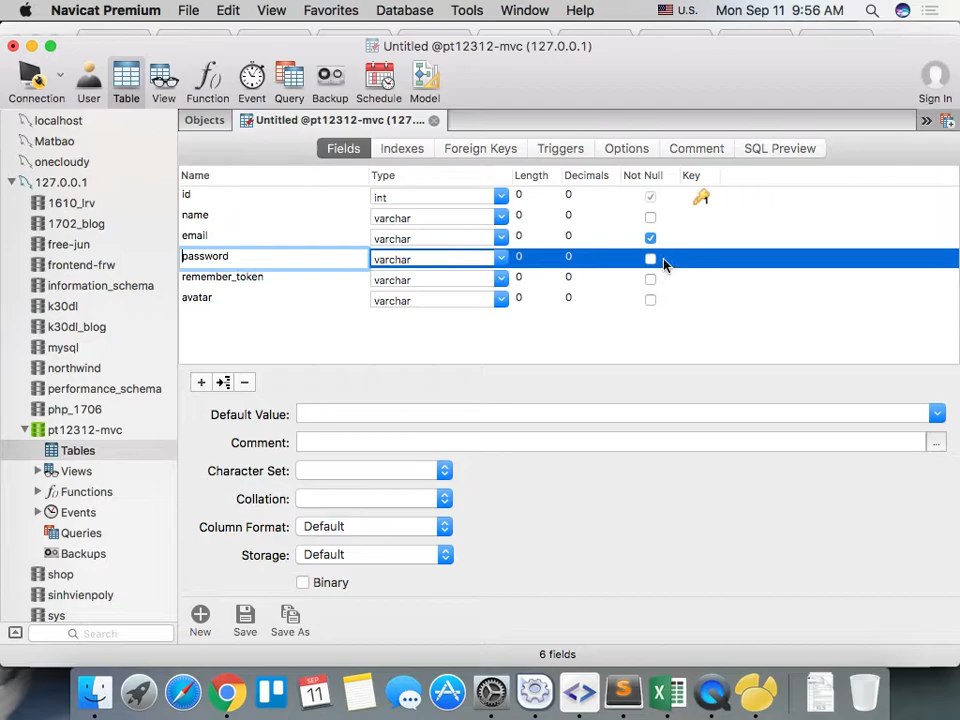 Navicat Premium File Edit View Favorites Database Tools Window Help U.S. Mon Sep 11 9:56 AM
Untitled @pt12312-mvc (127.0.0.1)
Connection User Table View Function Event Query Backup Schedule Model Sign In
localhost
Matbao
onecloudy
127.0.0.1
1610_lrv
1702_blog
free-jun
frontend-frw
information_schema
k30dl
k30dl_blog
mysql
northwind
performance_schema
php_1706
pt12312-mvc
Tables
Views
Functions
Events
Queries
Backups
shop
sinhvienpoly
sys
Search
Objects Untitled @pt12312-mvc (127.... »
Fields Indexes Foreign Keys Triggers Options Comment SQL Preview
Name Type Length Decimals Not Null Key
id int 0 0
name varchar 0 0
email varchar 0 0
password varchar 0 0
remember_token varchar 0 0
avatar varchar 0 0
Default Value:
Comment: ...
Character Set:
Collation:
Column Format: Default
Storage: Default
Binary
New Save Save As
6 fields
SEP
11